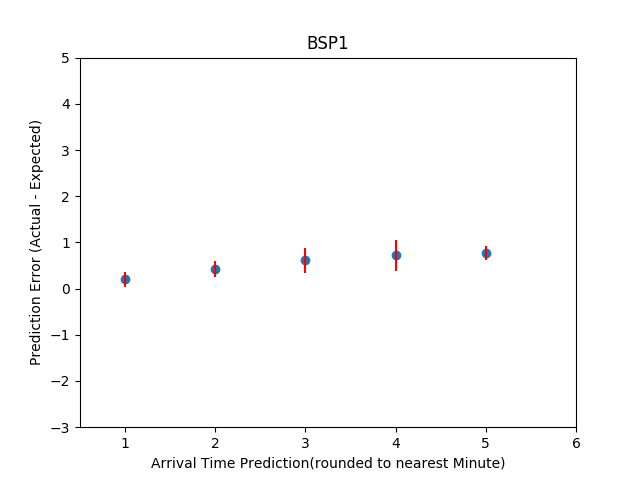 BSP1
5
4
3
2
1
0
−1
−2
−3
Prediction Error (Actual - Expected)
1 2 3 4 5 6
Arrival Time Prediction(rounded to nearest Minute)